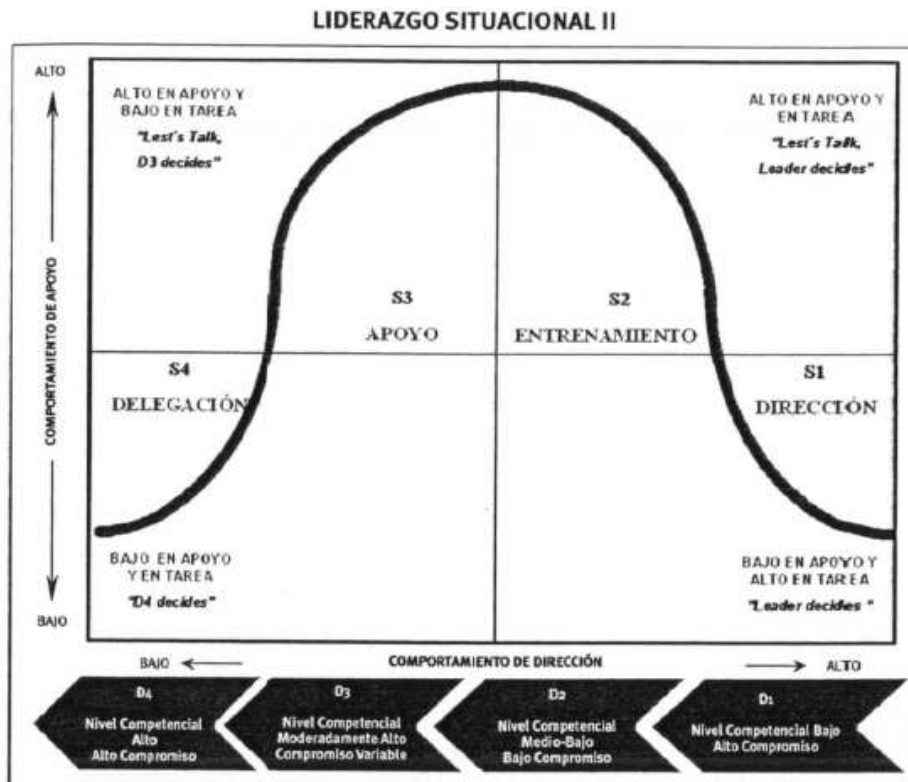 LIDERAZGO SITUACIONAL II
ALTO
COMPORTAMIENTO DE APOYO
BAJO
ALTO EN APOYO Y
BAJO EN TAREA
"Lest´s Talk,
D3 decides"
ALTO EN APOYO Y
EN TAREA
"Lest´s Talk,
Leader decidles"
S3
APOYO
S2
ENTRENAMIENTO
S4
DELEGACIÓN
S1
DIRECCIÓN
BAJO EN APOYO
Y EN TAREA
"D4 decides"
BAJO EN APOYO Y
ALTO EN TAREA
"Leader decidles "
BAJO
COMPORTAMIENTO DE DIRECCIÓN
ALTO
D4
Nivel Competencial
Alto
Alto Compromiso
D3
Nivel Competencial
Moderadamente Alto
Compromiso Variable
D2
Nivel Competencial
Medio-Bajo
Bajo Compromiso
D1
Nivel Competencial Bajo
Alto Compromiso